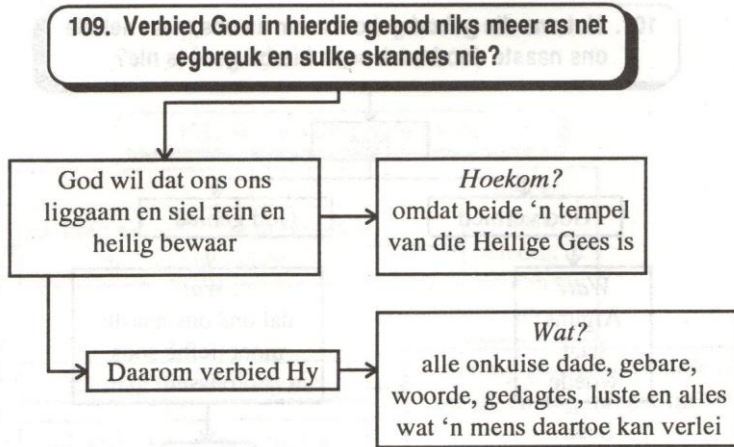 109. Verbied God in hierdie gebod niks meer as net
egbreuk en sulke skandes nie?
God wil dat ons ons
liggaam en siel rein en
heilig bewaar
Hoekom?
omdat beide ‘n tempel
van die Heilige Gees is
Daarom verbied Hy
Wat?
alle onkuise dade, gebare,
woorde, gedagtes, luste en alles
wat ‘n mens daartoe kan verlei